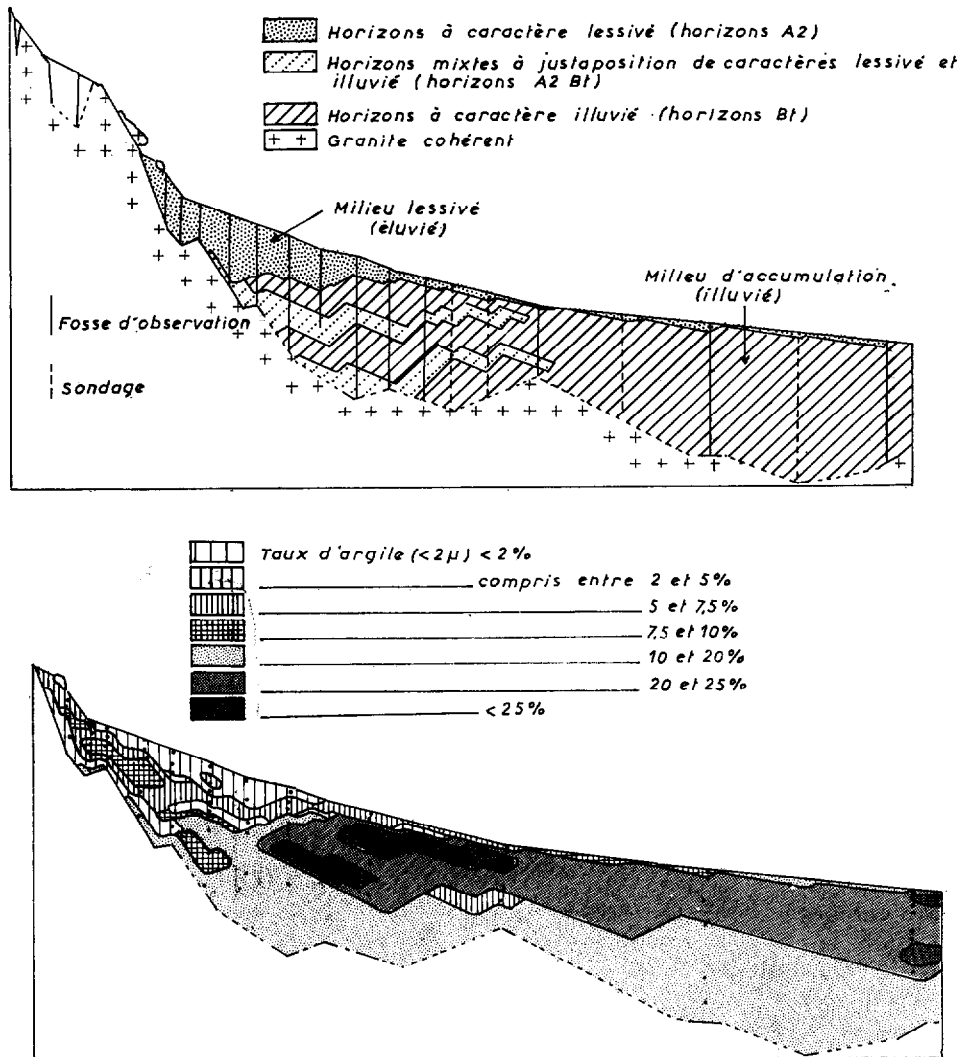 Horizons à caractère lessivé (horizons A2)
Horizons mixtes à justaposition de caractères lessivé et
illuvié (horizons A2 Bt)
Horizons à caractère illuvié (horizons Bt)
+ + Granite cohérent
Milieu lessivé
(éluvié)
Milieu d'accumulation
(illuvié)
Fosse d'observation
Sondage
Taux d'argile (<2µ) <2%
compris entre 2 et 5%
5 et 7,5%
7,5 et 10%
10 et 20%
20 et 25%
<25%